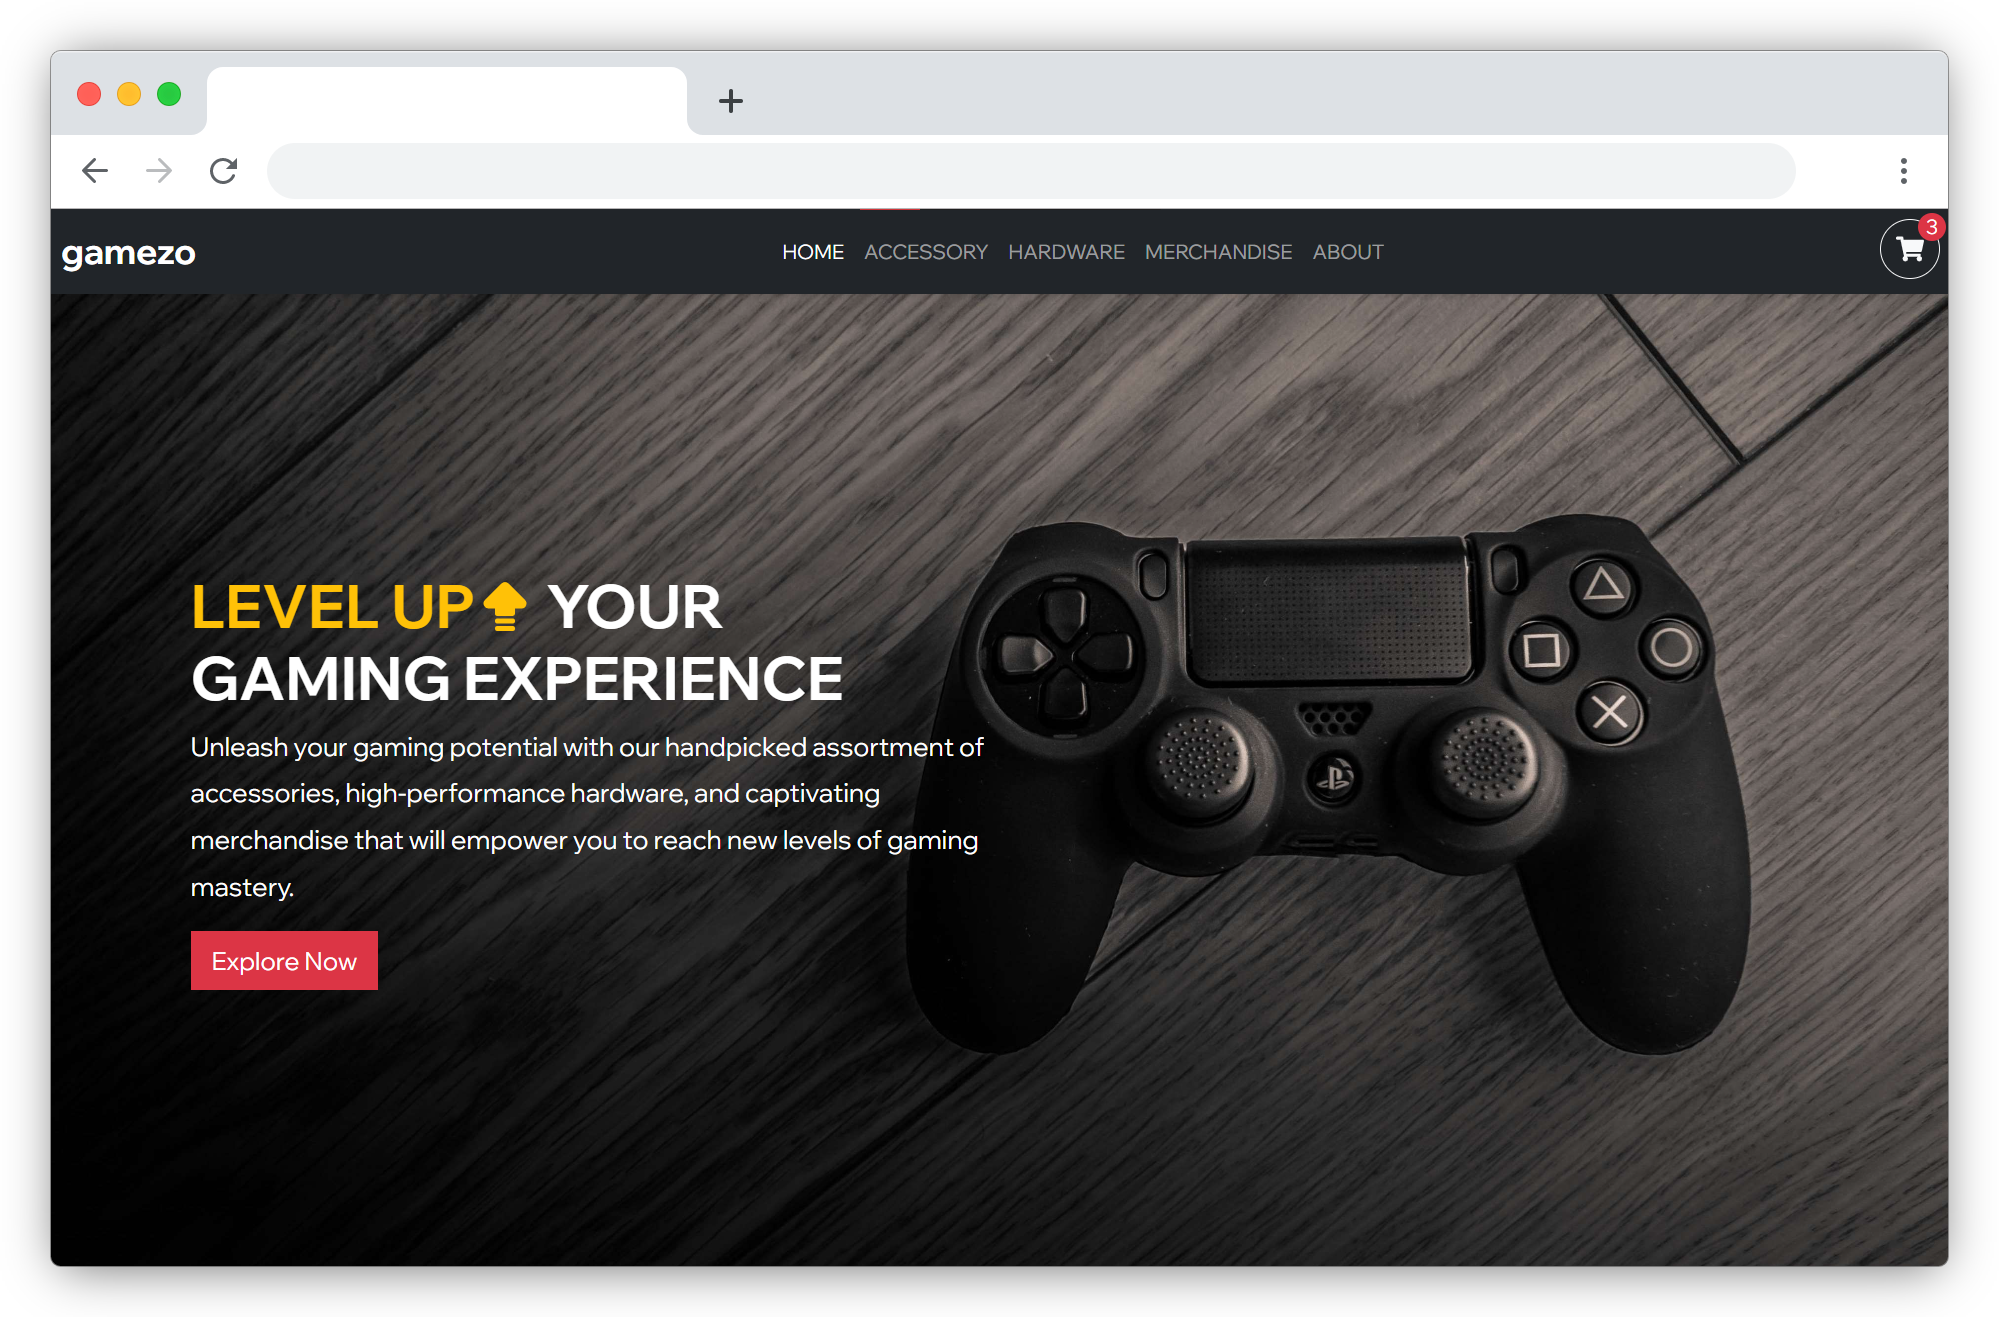 gamezo
HOME ACCESSORY HARDWARE MERCHANDISE ABOUT
3
LEVEL UP YOUR
GAMING EXPERIENCE
Unleash your gaming potential with our handpicked assortment of
accessories, high-performance hardware, and captivating
merchandise that will empower you to reach new levels of gaming
mastery.
Explore Now